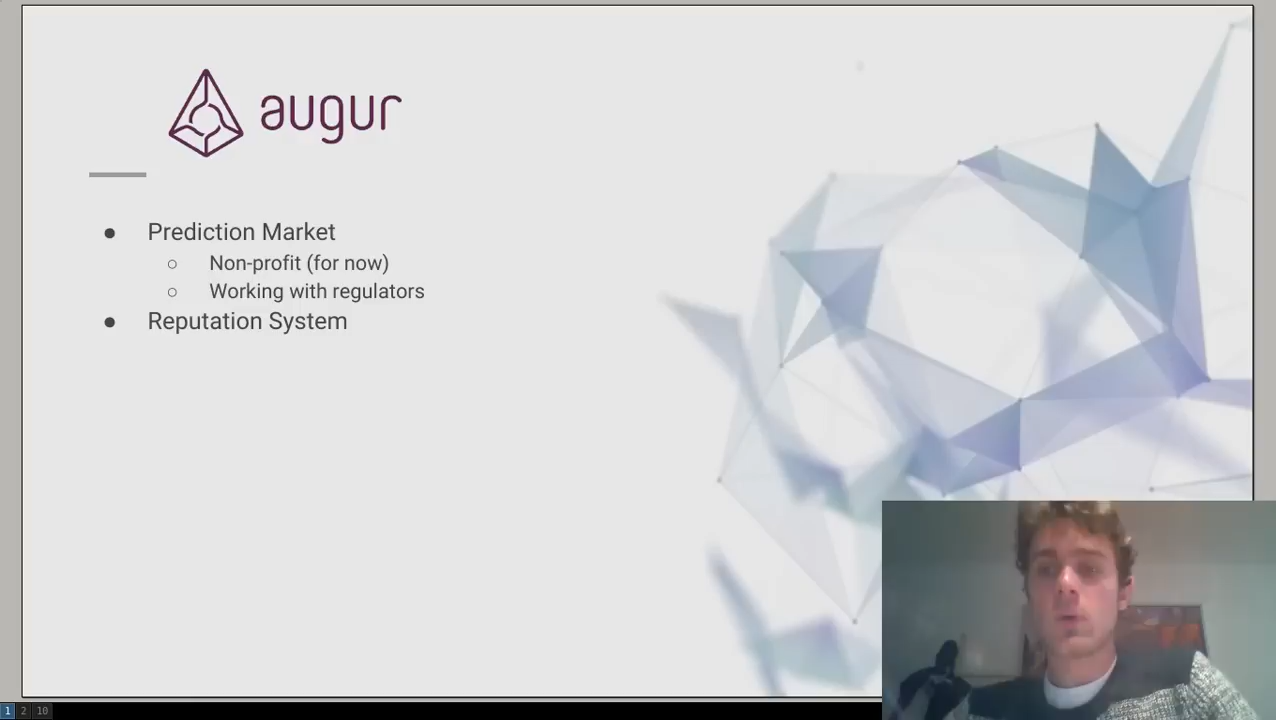 augur
● Prediction Market
○ Non-profit (for now)
○ Working with regulators
● Reputation System
1 2 10